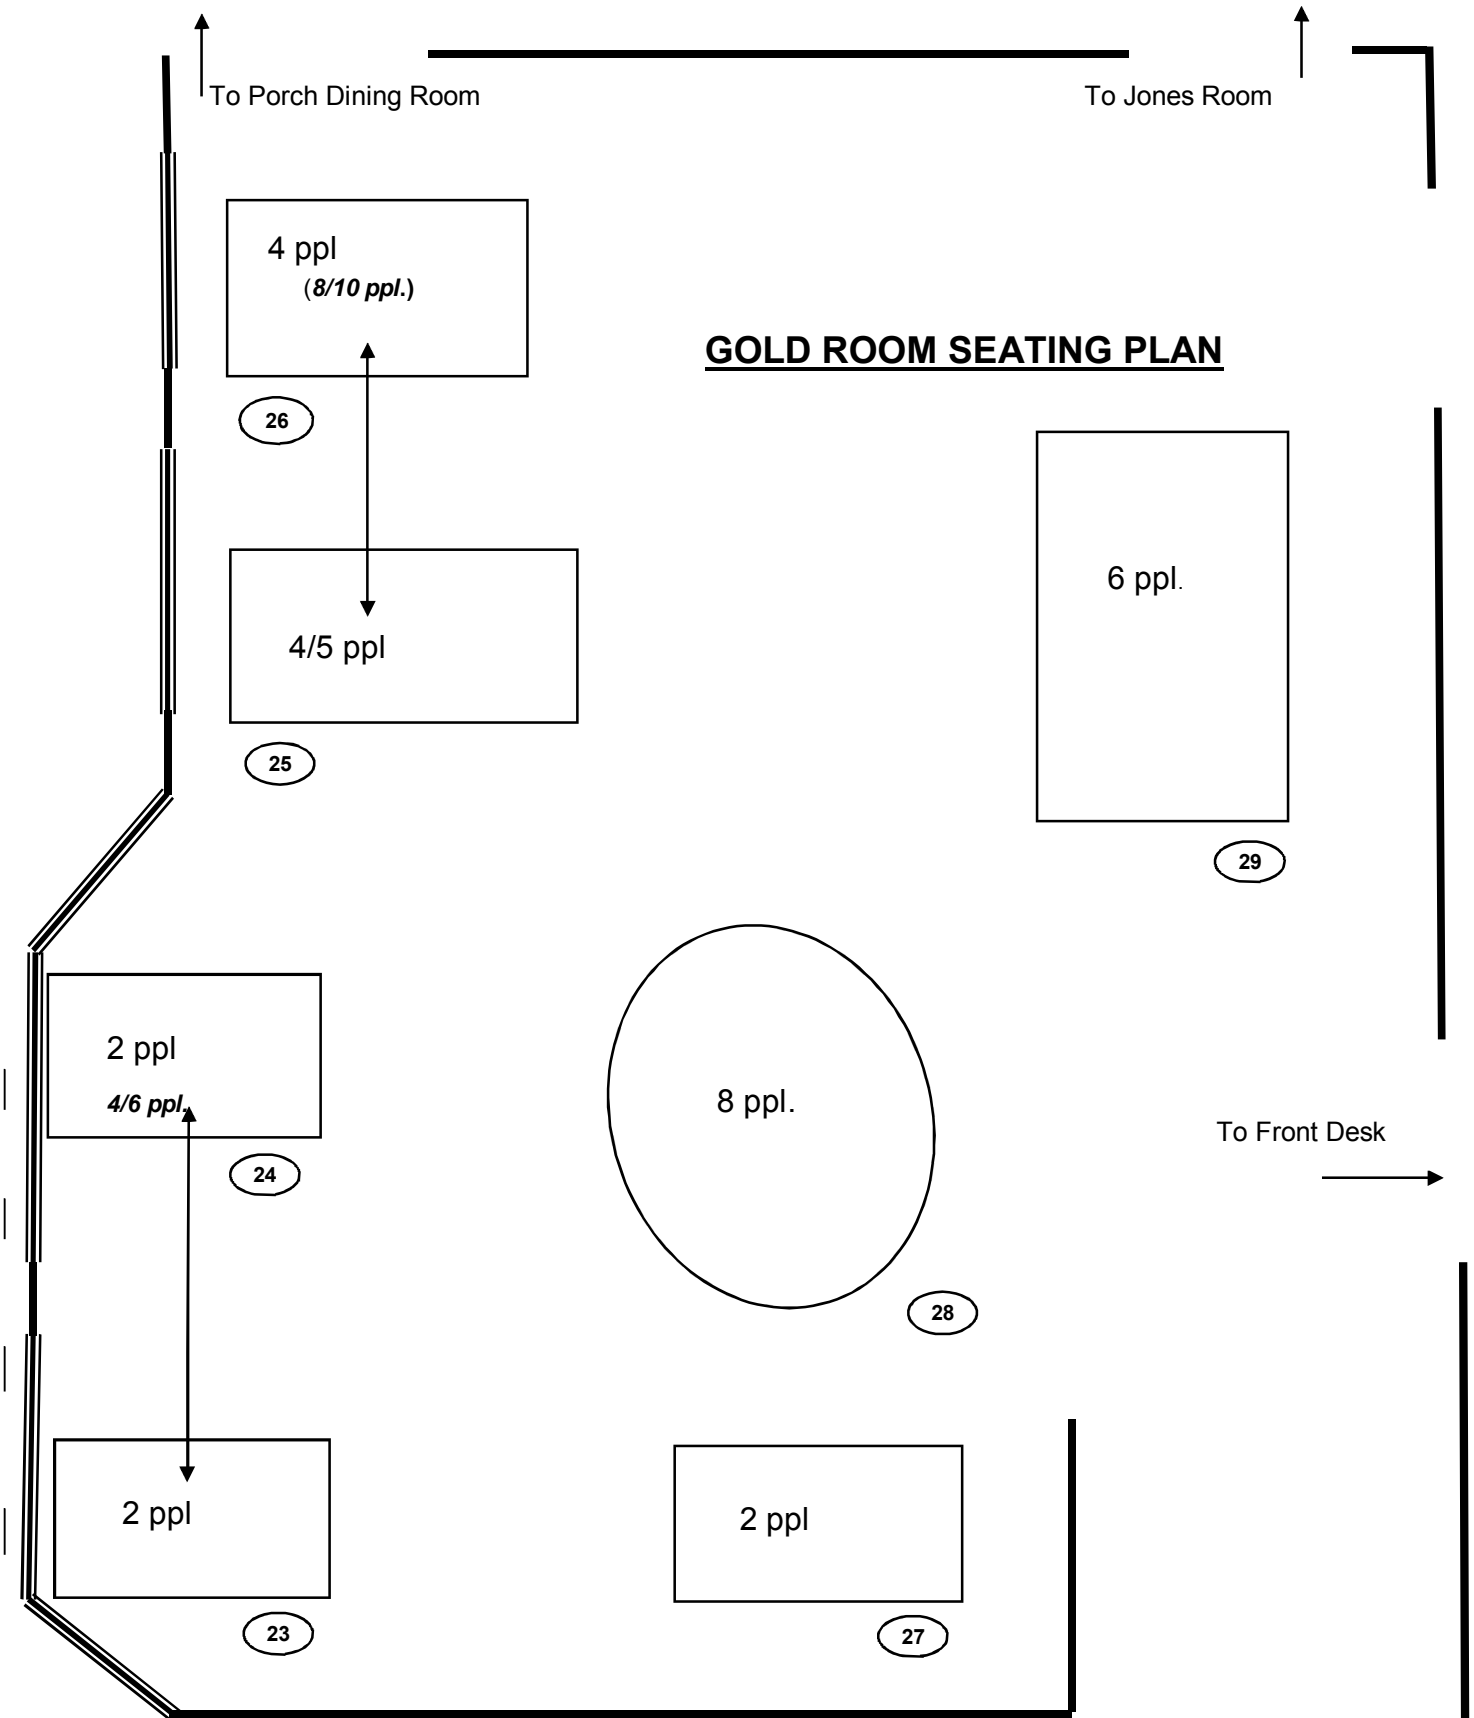 To Porch Dining Room
To Jones Room
4 ppl
(8/10 ppl.)
GOLD ROOM SEATING PLAN
26
6 ppl.
4/5 ppl
25
29
2 ppl
4/6 ppl.
8 ppl.
To Front Desk
24
28
2 ppl
2 ppl
23
27